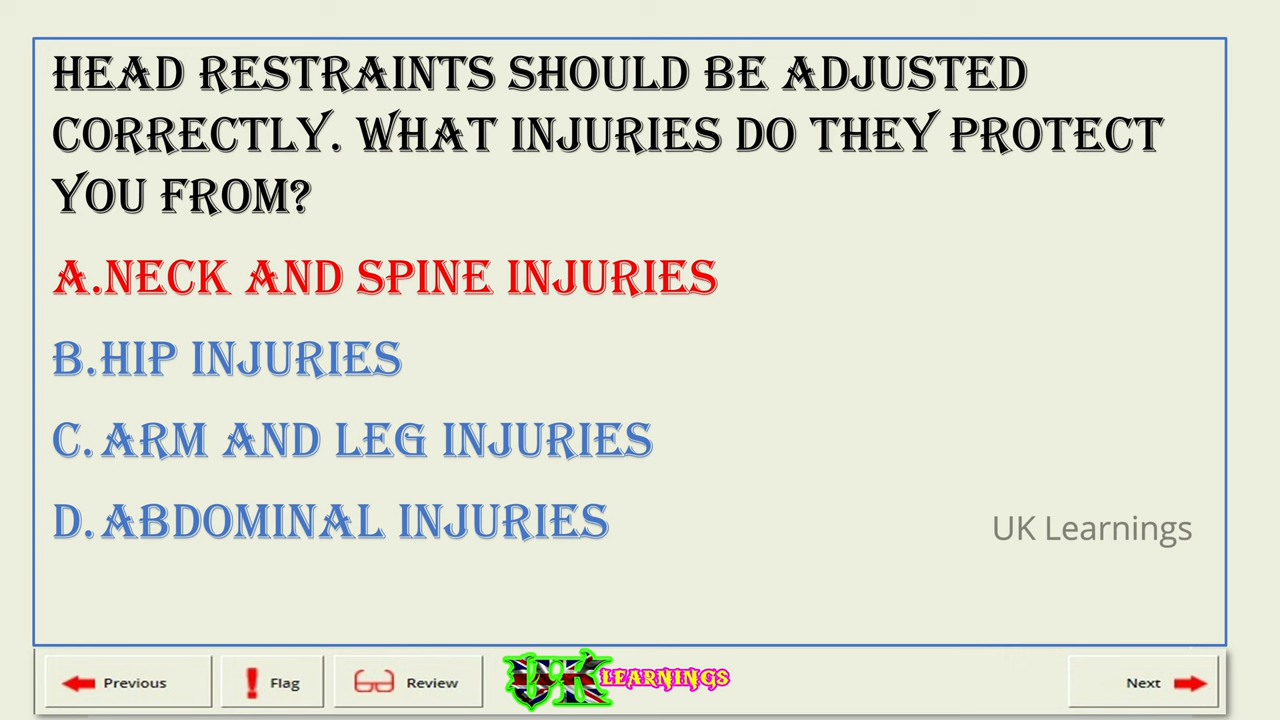 HEAD RESTRAINTS SHOULD BE ADJUSTED
CORRECTLY. WHAT INJURIES DO THEY PROTECT
YOU FROM?
A.NECK AND SPINE INJURIES
B.HIP INJURIES
C. ARM AND LEG INJURIES
D. ABDOMINAL INJURIES
UK Learnings
Previous
Flag
Review
UK LEARNINGS
Next